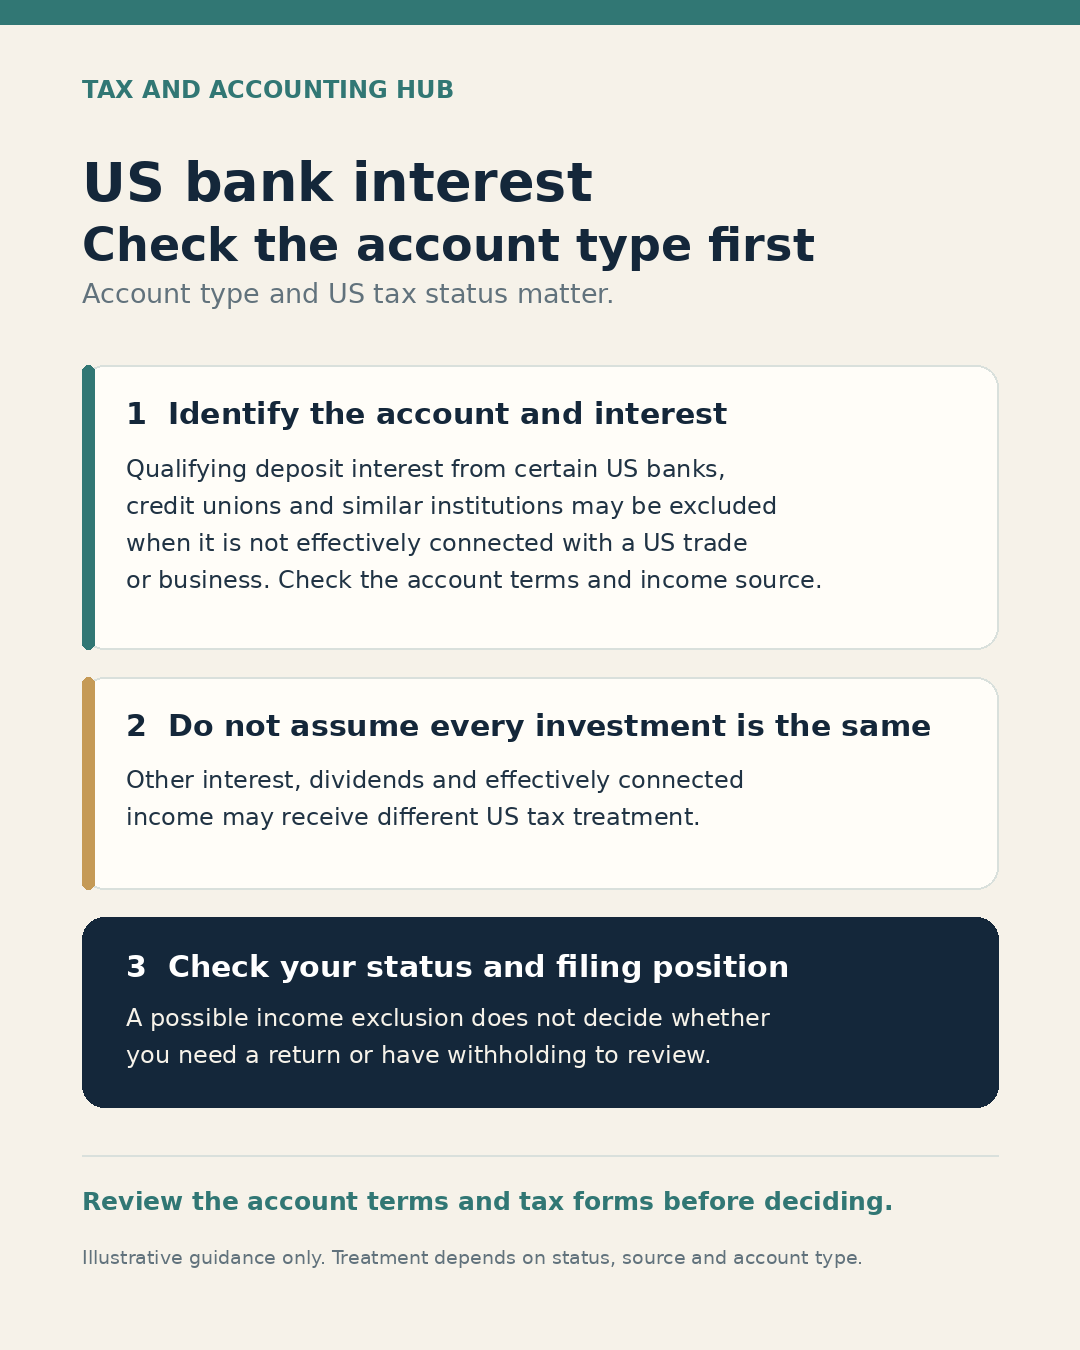 TAX AND ACCOUNTING HUB
US bank interest
Check the account type first
Account type and US tax status matter.
1 Identify the account and interest
Qualifying deposit interest from certain US banks,
credit unions and similar institutions may be excluded
when it is not effectively connected with a US trade
or business. Check the account terms and income source.
2 Do not assume every investment is the same
Other interest, dividends and effectively connected
income may receive different US tax treatment.
3 Check your status and filing position
A possible income exclusion does not decide whether
you need a return or have withholding to review.
Review the account terms and tax forms before deciding.
Illustrative guidance only. Treatment depends on status, source and account type.